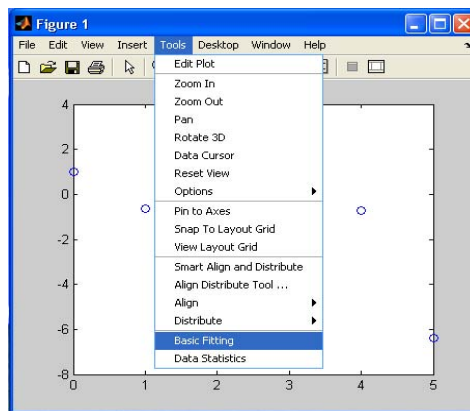 Figure 1
File Edit View Insert Tools Desktop Window Help
Edit Plot
Zoom In
Zoom Out
Pan
Rotate 3D
Data Cursor
Reset View
Options
Pin to Axes
Snap To Layout Grid
View Layout Grid
Smart Align and Distribute
Align Distribute Tool ...
Align
Distribute
Basic Fitting
Data Statistics
4
2
0
-2
-4
-6
-8
0 1 2 3 4 5